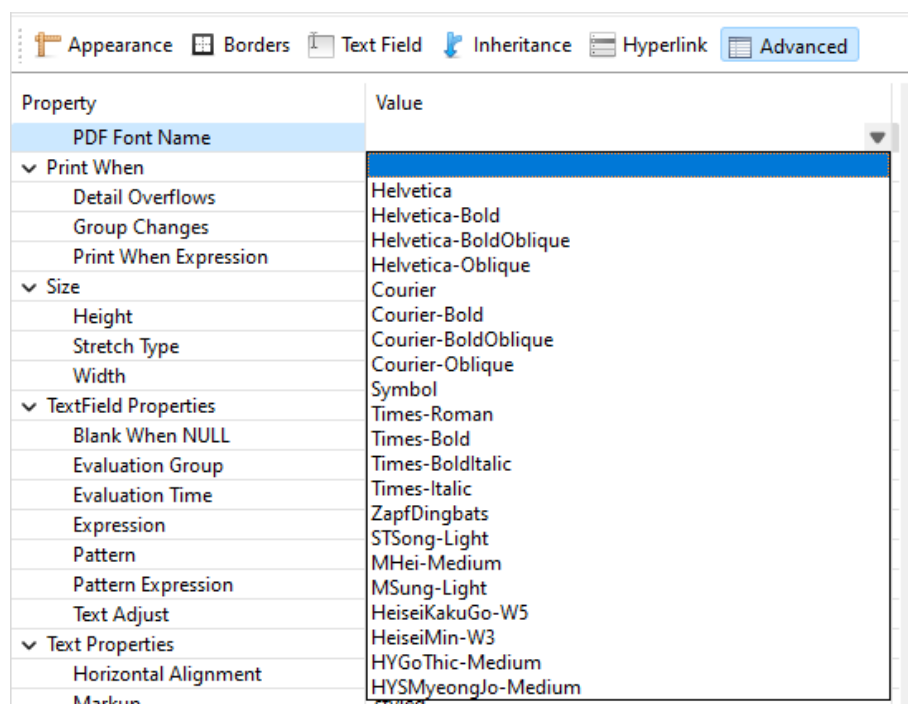 Appearance Borders Text Field Inheritance Hyperlink Advanced
Property Value
PDF Font Name
Print When
Detail Overflows
Group Changes
Print When Expression
Size
Height
Stretch Type
Width
TextField Properties
Blank When NULL
Evaluation Group
Evaluation Time
Expression
Pattern
Pattern Expression
Text Adjust
Text Properties
Horizontal Alignment
Markup
Helvetica
Helvetica-Bold
Helvetica-BoldOblique
Helvetica-Oblique
Courier
Courier-Bold
Courier-BoldOblique
Courier-Oblique
Symbol
Times-Roman
Times-Bold
Times-BoldItalic
Times-Italic
ZapfDingbats
STSong-Light
MHei-Medium
MSung-Light
HeiseiKakuGo-W5
HeiseiMin-W3
HYGoThic-Medium
HYSMyeongJo-Medium
styled